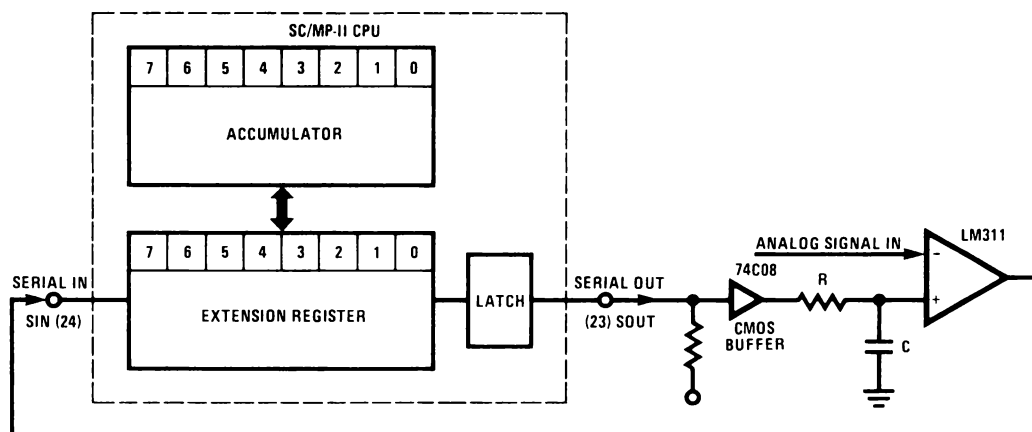 SC/MP-II CPU
7 6 5 4 3 2 1 0
ACCUMULATOR
7 6 5 4 3 2 1 0
EXTENSION REGISTER
SERIAL IN
SIN (24)
LATCH
SERIAL OUT
(23) SOUT
ANALOG SIGNAL IN
74C08
CMOS
BUFFER
R
C
LM311
−
+